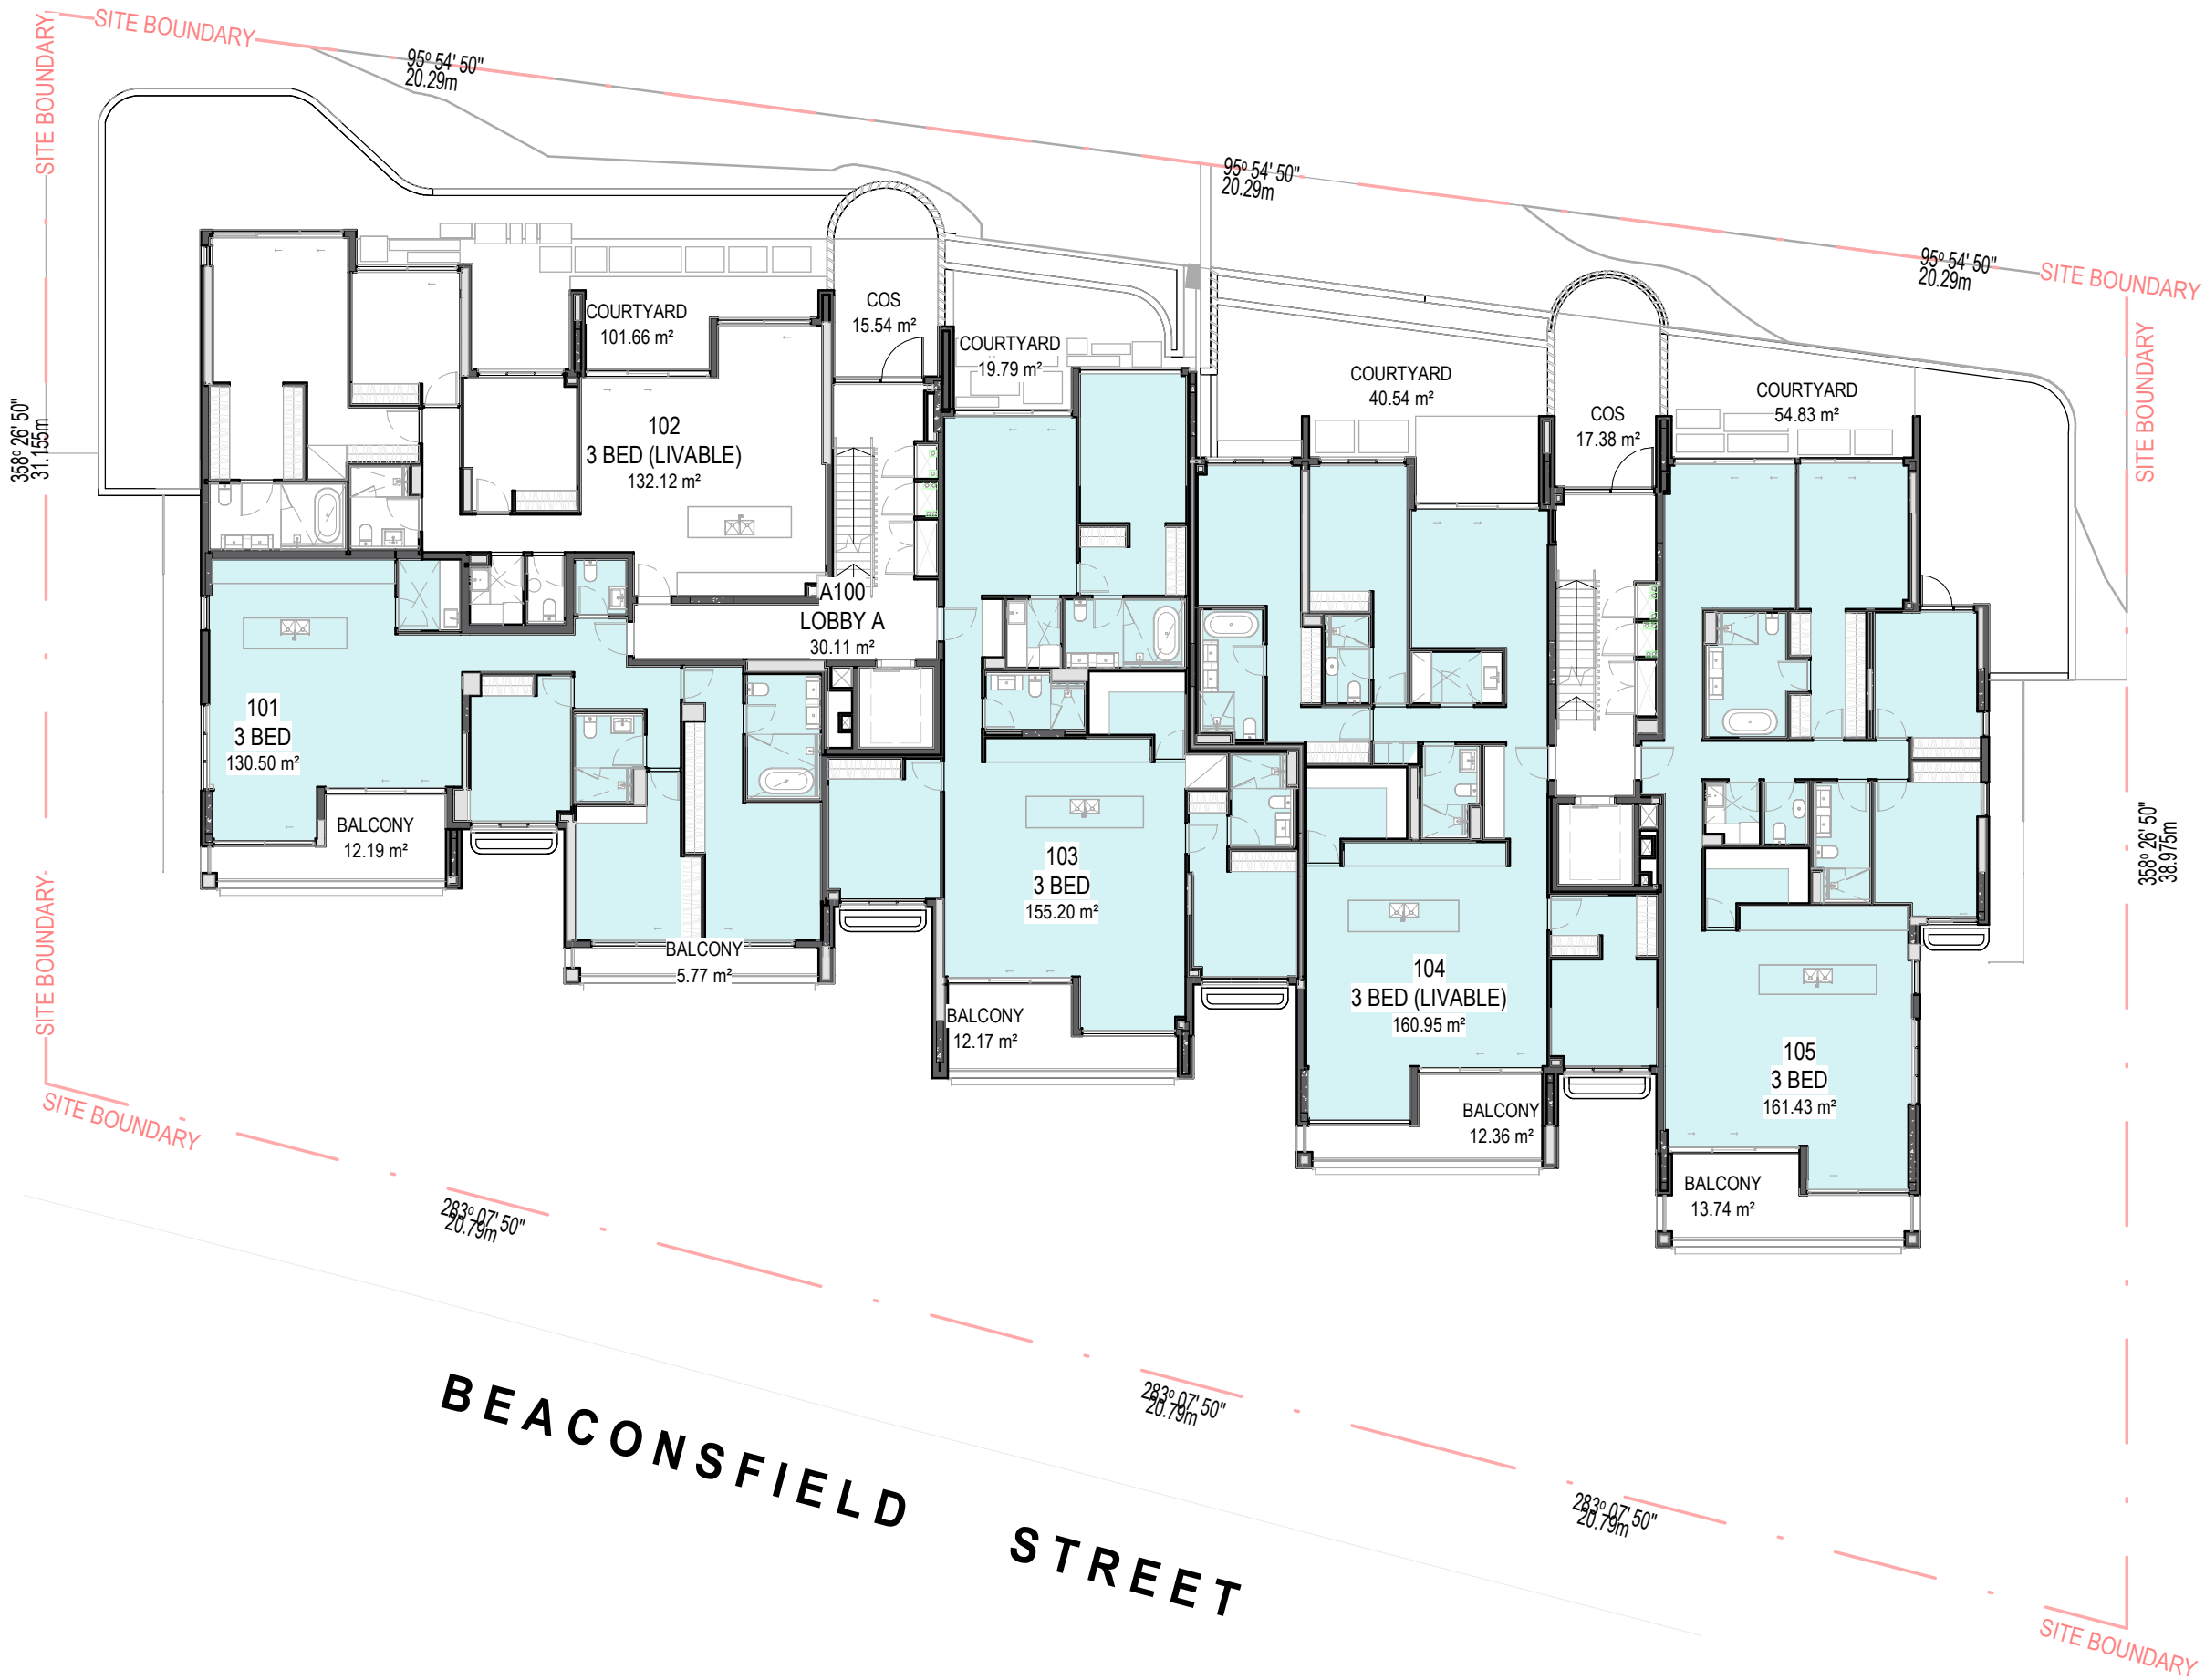 SITE BOUNDARY
SITE BOUNDARY
95° 54' 50"
20.29m
95° 54' 50"
20.29m
95° 54' 50"
20.29m
SITE BOUNDARY
SITE BOUNDARY
358° 26' 50"
31.155m
COURTYARD
101.66 m²
COS
15.54 m²
COURTYARD
19.79 m²
COURTYARD
40.54 m²
COS
17.38 m²
COURTYARD
54.83 m²
102
3 BED (LIVABLE)
132.12 m²
A100
LOBBY A
30.11 m²
101
3 BED
130.50 m²
BALCONY
12.19 m²
BALCONY
5.77 m²
103
3 BED
155.20 m²
BALCONY
12.17 m²
104
3 BED (LIVABLE)
160.95 m²
BALCONY
12.36 m²
105
3 BED
161.43 m²
BALCONY
13.74 m²
358° 26' 50"
38.975m
SITE BOUNDARY
SITE BOUNDARY
283° 07' 50"
20.79m
283° 07' 50"
20.79m
283° 07' 50"
20.79m
BEACONSFIELD STREET
SITE BOUNDARY